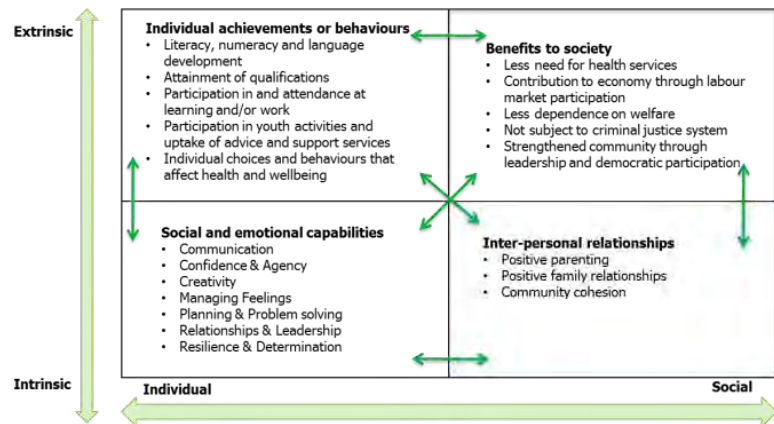 Extrinsic
Individual achievements or behaviours
• Literacy, numeracy and language
development
• Attainment of qualifications
• Participation in and attendance at
learning and/or work
• Participation in youth activities and
uptake of advice and support services
• Individual choices and behaviours that
affect health and wellbeing
Benefits to society
• Less need for health services
• Contribution to economy through labour
market participation
• Less dependence on welfare
• Not subject to criminal justice system
• Strengthened community through
leadership and democratic participation
Social and emotional capabilities
• Communication
• Confidence & Agency
• Creativity
• Managing Feelings
• Planning & Problem solving
• Relationships & Leadership
• Resilience & Determination
Inter-personal relationships
• Positive parenting
• Positive family relationships
• Community cohesion
Intrinsic
Individual
Social